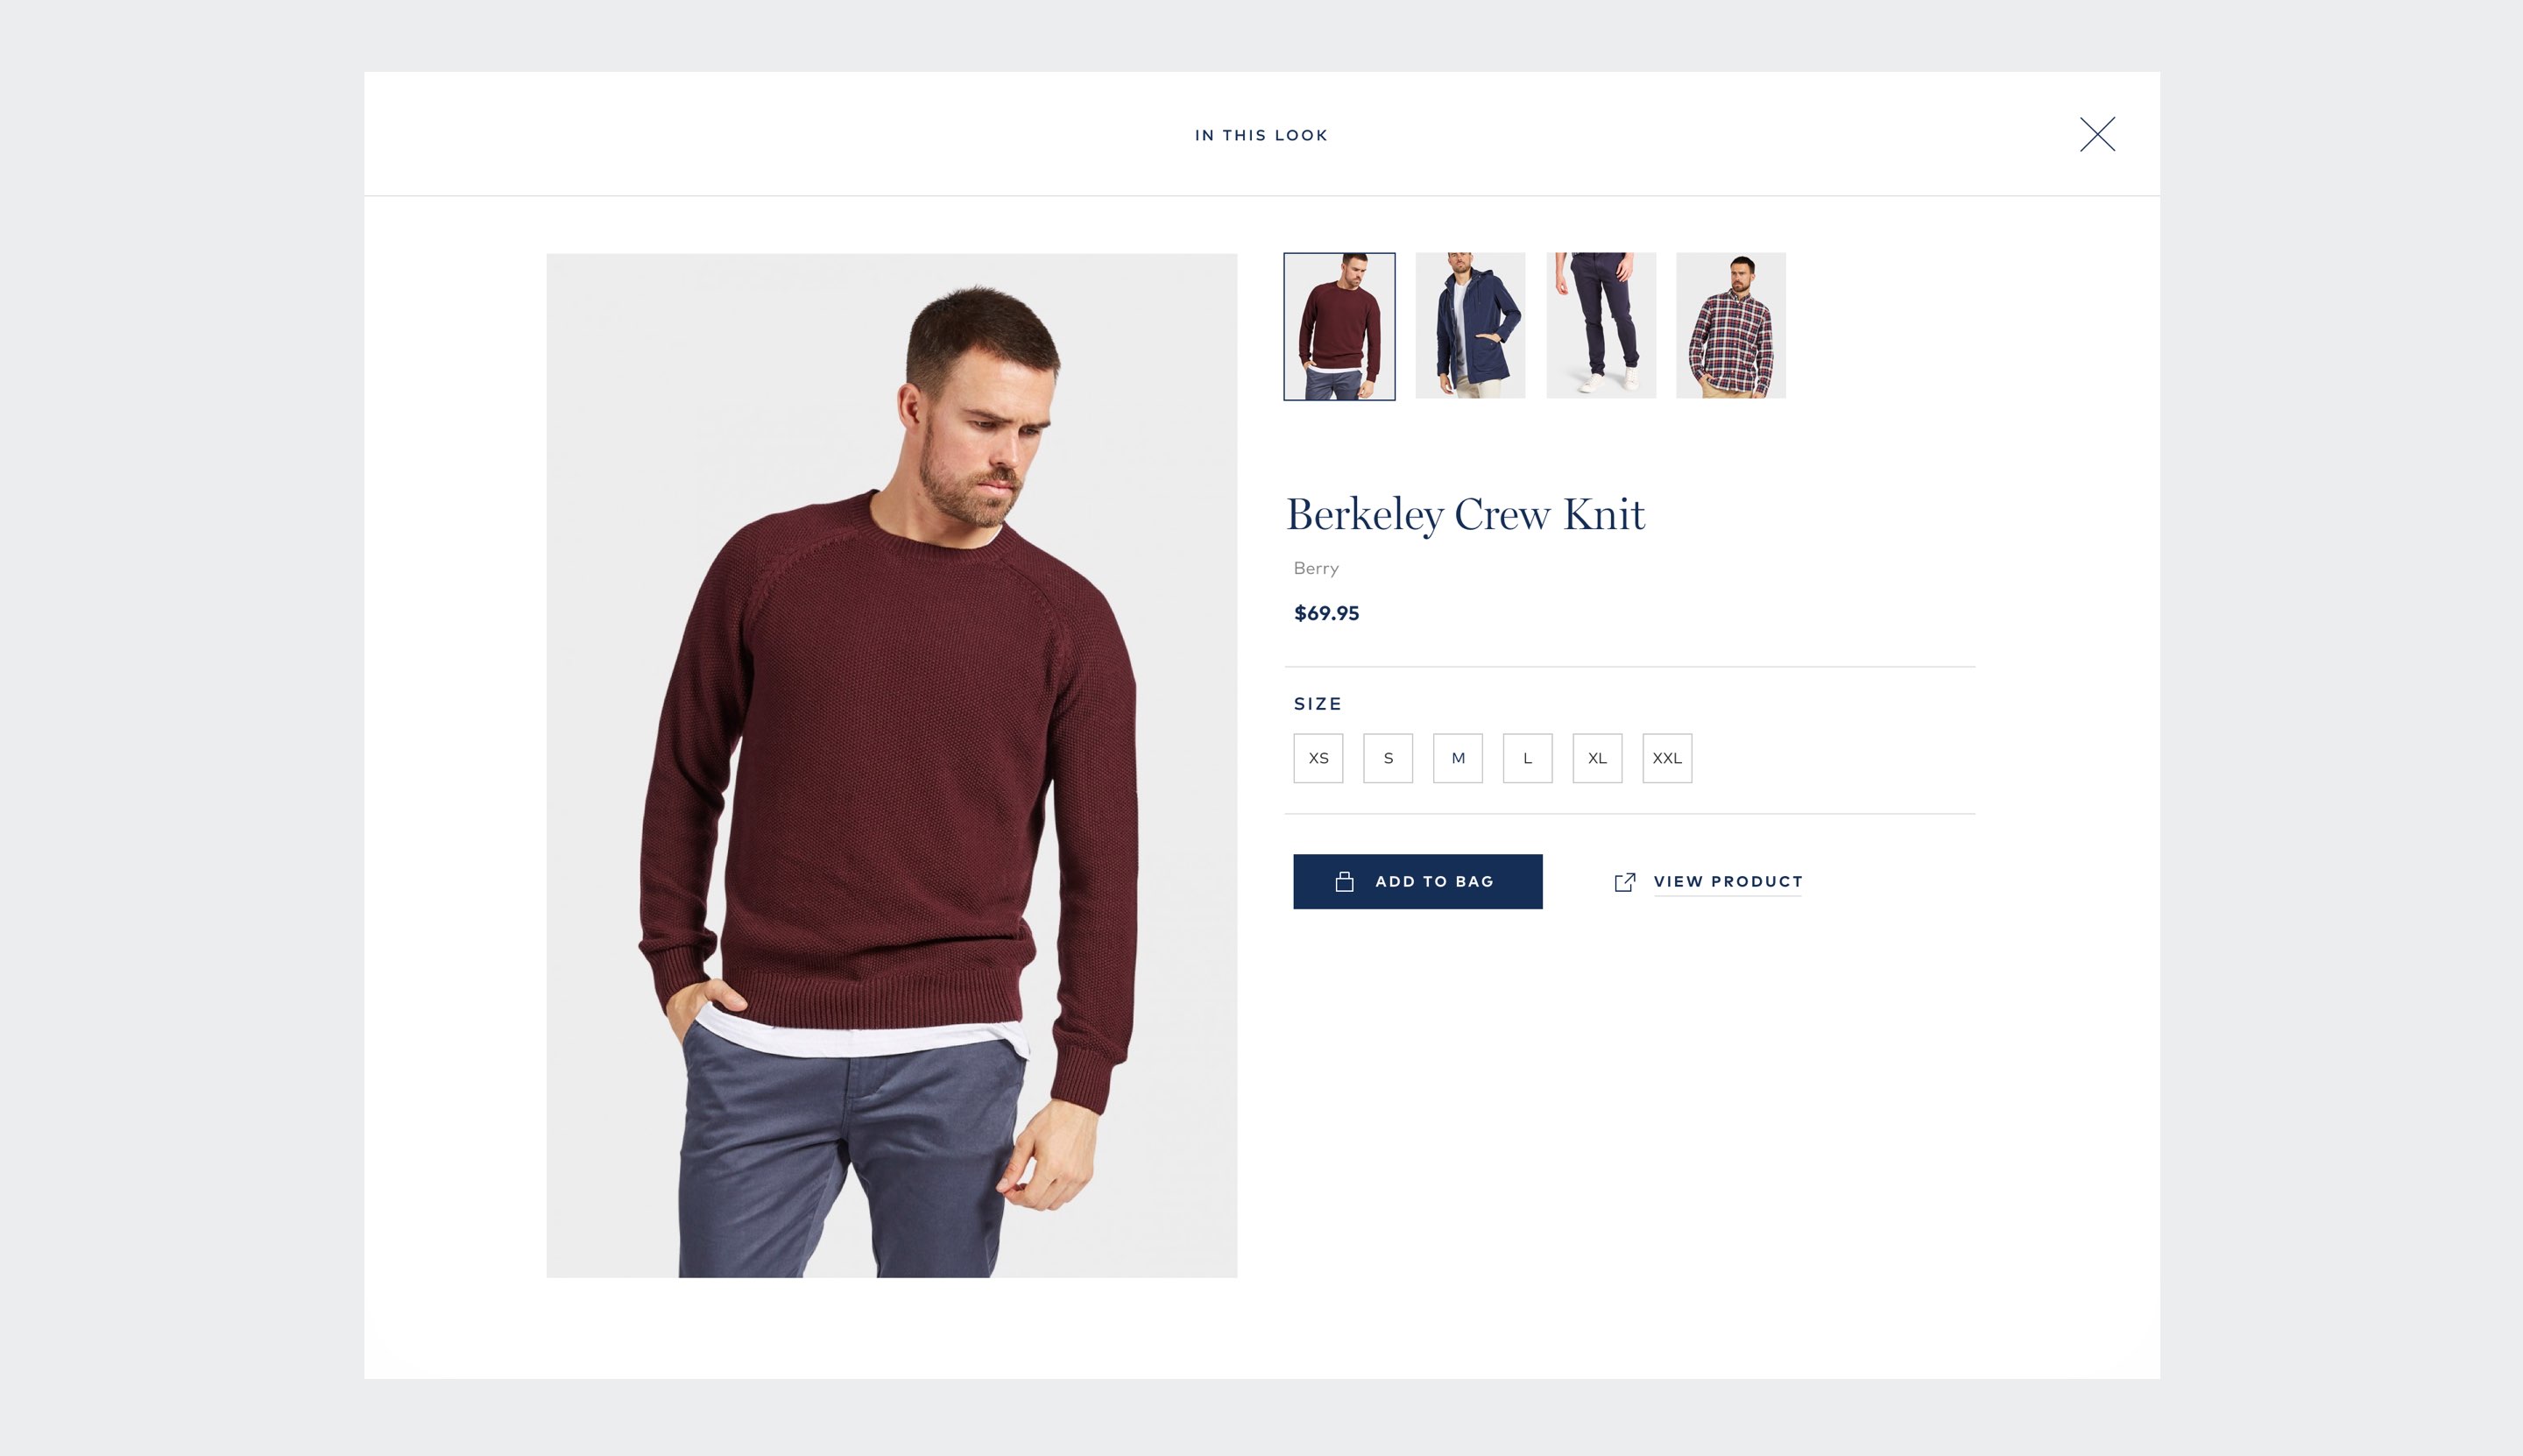 IN THIS LOOK
Berkeley Crew Knit
Berry
$69.95
SIZE
XS S M L XL XXL
ADD TO BAG VIEW PRODUCT